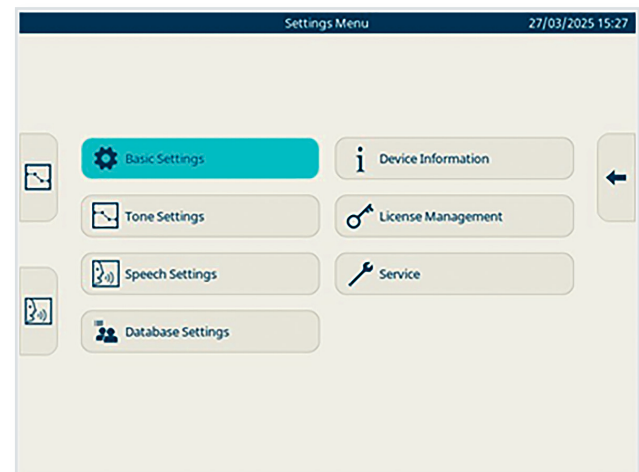 Settings Menu 27/03/2025 15:27
Basic Settings
Device Information
Tone Settings
License Management
Speech Settings
Service
Database Settings